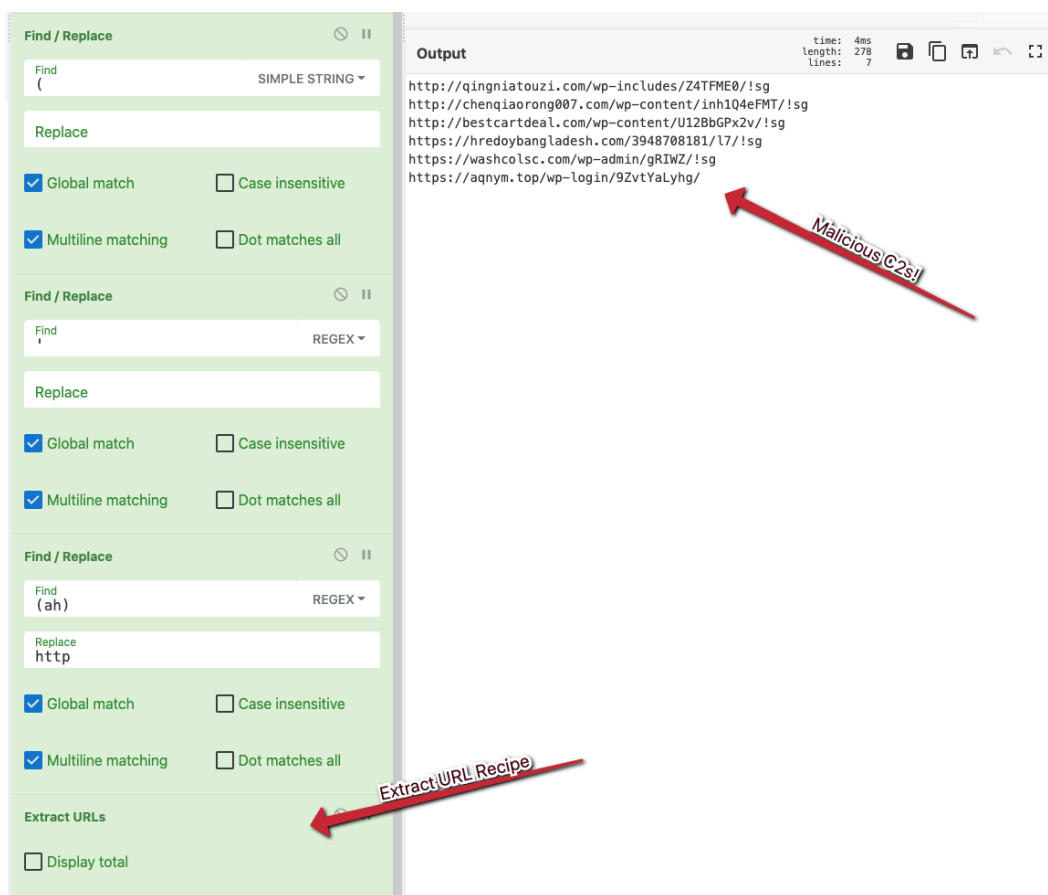 Find / Replace
Find
(
SIMPLE STRING
Replace
Global match
Case insensitive
Multiline matching
Dot matches all
Find / Replace
Find
'
REGEX
Replace
Global match
Case insensitive
Multiline matching
Dot matches all
Find / Replace
Find
(ah)
REGEX
Replace
http
Global match
Case insensitive
Multiline matching
Dot matches all
Extract URLs
Display total
Extract URL Recipe
Output
time: 4ms
length: 278
lines: 7
http://qingniatouzi.com/wp-includes/Z4TFME0/!sg
http://chenqiaorong007.com/wp-content/inh1Q4eFMT/!sg
http://bestcartdeal.com/wp-content/U12BbGPx2v/!sg
https://hredoybangladesh.com/3948708181/l7/!sg
https://washcolsc.com/wp-admin/gRIWZ/!sg
https://aqnym.top/wp-login/9ZvtYaLyhg/
Malicious C2s!